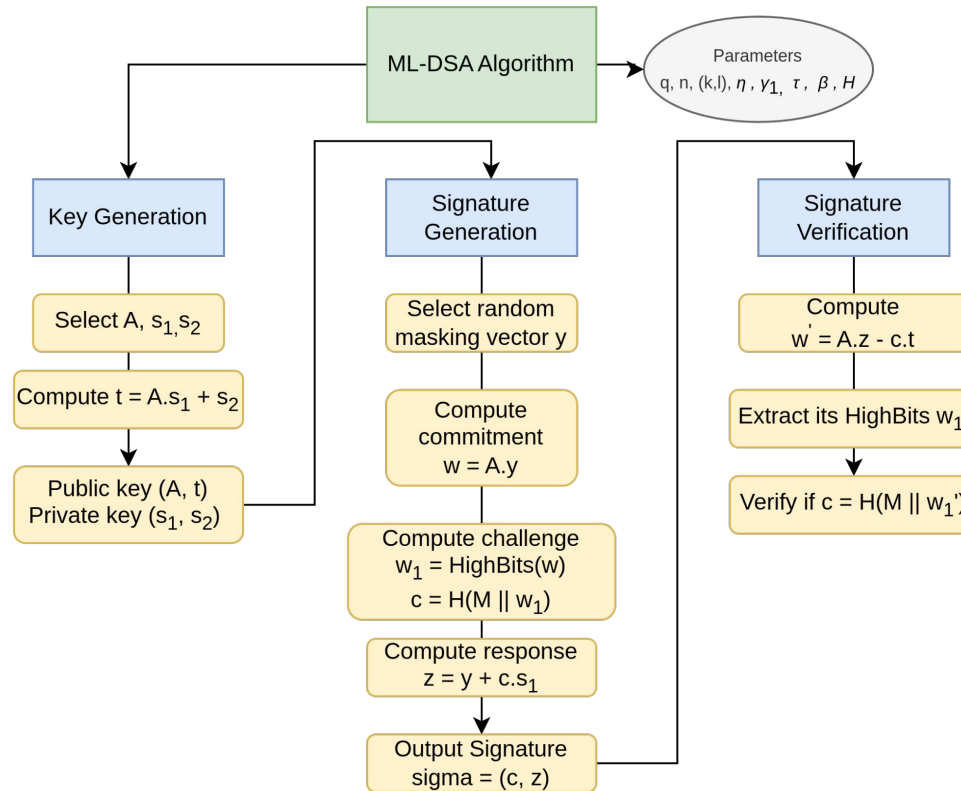 ML-DSA Algorithm
Parameters
q, n, (k,l), η , γ₁, τ , β , H
Key Generation
Select A, s₁,s₂
Compute t = A.s₁ + s₂
Public key (A, t)
Private key (s₁, s₂)
Signature
Generation
Select random
masking vector y
Compute
commitment
w = A.y
Compute challenge
w₁ = HighBits(w)
c = H(M || w₁)
Compute response
z = y + c.s₁
Output Signature
sigma = (c, z)
Signature
Verification
Compute
w' = A.z - c.t
Extract its HighBits w₁
Verify if c = H(M || w₁')